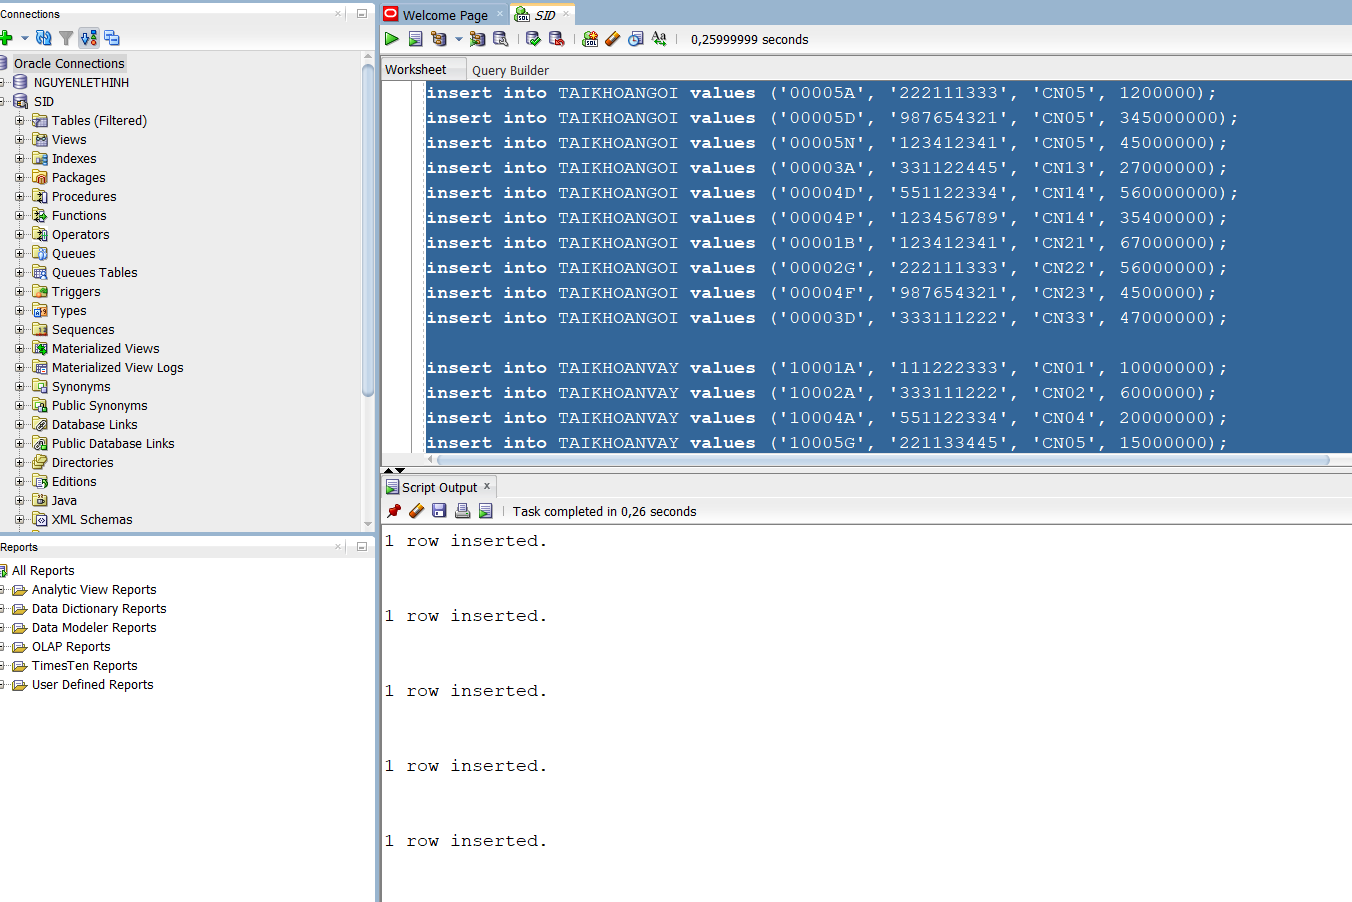 Connections
Oracle Connections
NGUYENLETHINH
SID
Tables (Filtered)
Views
Indexes
Packages
Procedures
Functions
Operators
Queues
Queues Tables
Triggers
Types
Sequences
Materialized Views
Materialized View Logs
Synonyms
Public Synonyms
Database Links
Public Database Links
Directories
Editions
Java
XML Schemas
Reports
All Reports
Analytic View Reports
Data Dictionary Reports
Data Modeler Reports
OLAP Reports
TimesTen Reports
User Defined Reports
Welcome Page
SID
0,25999999 seconds
Worksheet
Query Builder
insert into TAIKHOANGOI values ('00005A', '222111333', 'CN05', 1200000);
insert into TAIKHOANGOI values ('00005D', '987654321', 'CN05', 345000000);
insert into TAIKHOANGOI values ('00005N', '123412341', 'CN05', 45000000);
insert into TAIKHOANGOI values ('00003A', '331122445', 'CN13', 27000000);
insert into TAIKHOANGOI values ('00004D', '551122334', 'CN14', 560000000);
insert into TAIKHOANGOI values ('00004P', '123456789', 'CN14', 35400000);
insert into TAIKHOANGOI values ('00001B', '123412341', 'CN21', 67000000);
insert into TAIKHOANGOI values ('00002G', '222111333', 'CN22', 56000000);
insert into TAIKHOANGOI values ('00004F', '987654321', 'CN23', 4500000);
insert into TAIKHOANGOI values ('00003D', '333111222', 'CN33', 47000000);
insert into TAIKHOANVAY values ('10001A', '111222333', 'CN01', 10000000);
insert into TAIKHOANVAY values ('10002A', '333111222', 'CN02', 6000000);
insert into TAIKHOANVAY values ('10004A', '551122334', 'CN04', 20000000);
insert into TAIKHOANVAY values ('10005G', '221133445', 'CN05', 15000000);
Script Output
Task completed in 0,26 seconds
1 row inserted.
1 row inserted.
1 row inserted.
1 row inserted.
1 row inserted.